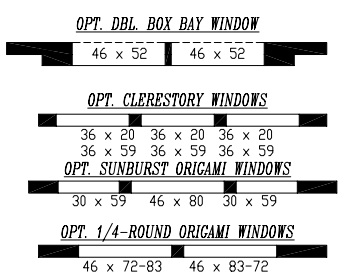 OPT. DBL. BOX BAY WINDOW
46 x 52 46 x 52
OPT. CLERESTORY WINDOWS
36 x 20 36 x 20 36 x 20
36 x 59 36 x 59 36 x 59
OPT. SUNBURST ORIGAMI WINDOWS
30 x 59 46 x 80 30 x 59
OPT. 1/4-ROUND ORIGAMI WINDOWS
46 x 72-83 46 x 83-72